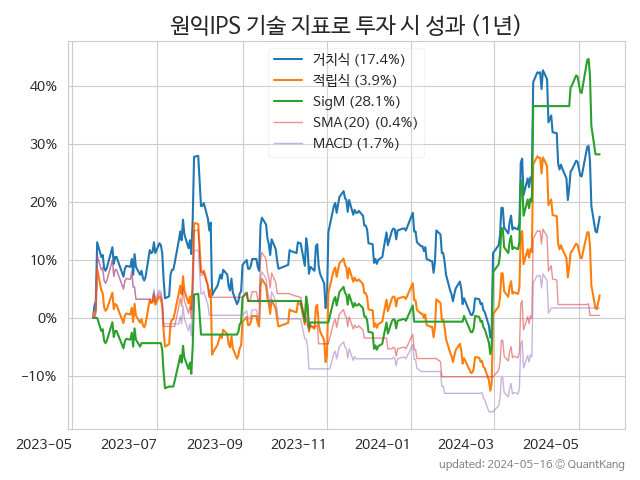 원익IPS 기술 지표로 투자 시 성과 (1년)
거치식 (17.4%)
적립식 (3.9%)
SigM (28.1%)
SMA(20) (0.4%)
MACD (1.7%)
40%
30%
20%
10%
0%
−10%
2023-05 2023-07 2023-09 2023-11 2024-01 2024-03 2024-05
updated: 2024-05-16 ⓒ QuantKang